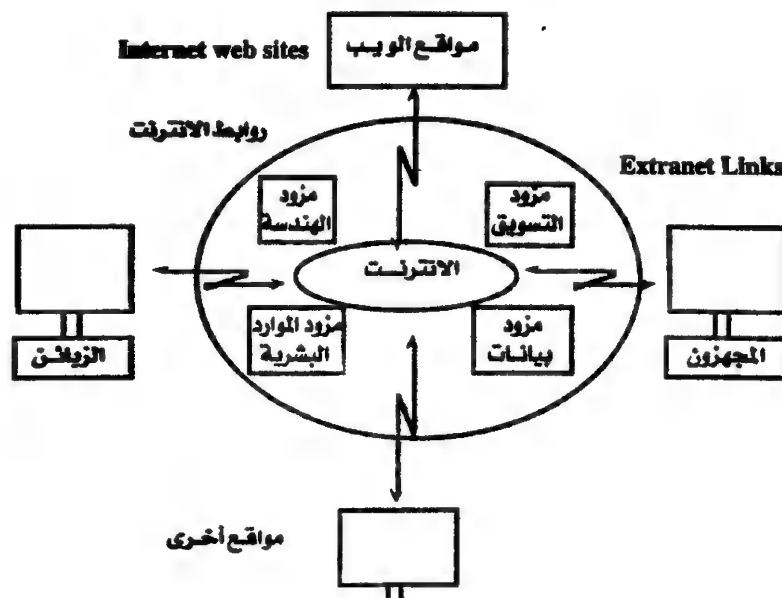 Internet web sites
مواقع الويب
روابط الانترنت
Extranet Links
مزود
الهندسة
مزود
التسويق
الانترنت
مزود الموارد
البشرية
مزود
بيانات
الزبائن
المجهزون
مواقع أخرى